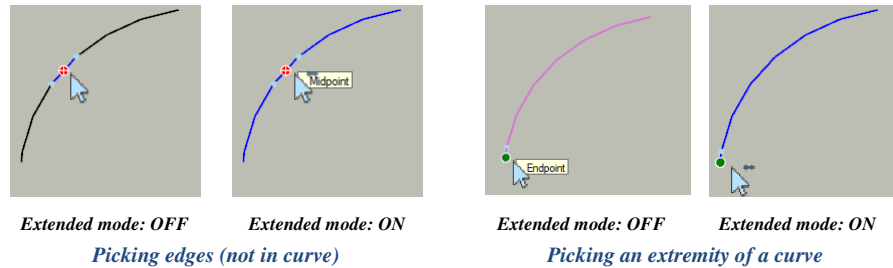 Midpoint
Endpoint
Extended mode: OFF
Extended mode: ON
Extended mode: OFF
Extended mode: ON
Picking edges (not in curve)
Picking an extremity of a curve